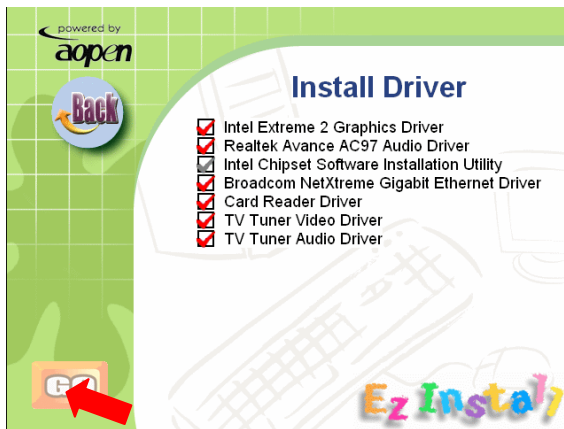 powered by
aopen
Back
Install Driver
Intel Extreme 2 Graphics Driver
Realtek Avance AC97 Audio Driver
Intel Chipset Software Installation Utility
Broadcom NetXtreme Gigabit Ethernet Driver
Card Reader Driver
TV Tuner Video Driver
TV Tuner Audio Driver
GO
Ez Install